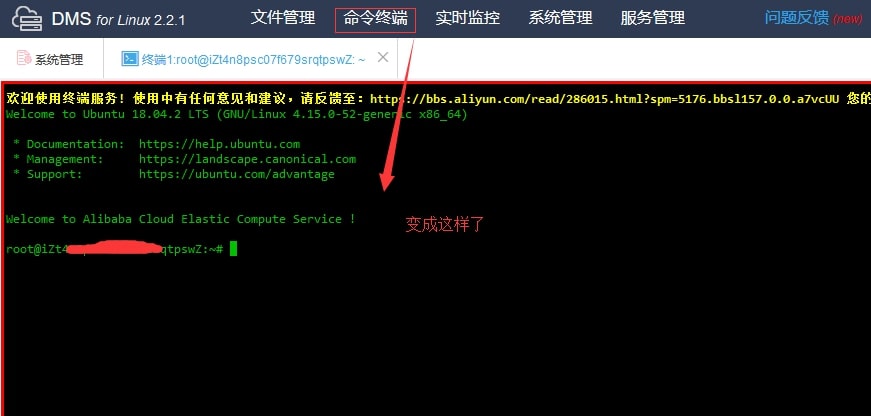 DMS for Linux 2.2.1 文件管理 命令终端 实时监控 系统管理 服务管理 问题反馈 (new)
系统管理 终端1:root@iZt4n8psc07f679srqtpswZ: ~
欢迎使用终端服务! 使用中有任意意见和建议,请反馈至: https://bbs.aliyun.com/read/286015.html?spm=5176.bbsl157.0.0.a7vcUU 您的
Welcome to Ubuntu 18.04.2 LTS (GNU/Linux 4.15.0-52-generic x86_64)
* Documentation: https://help.ubuntu.com
* Management: https://landscape.canonical.com
* Support: https://ubuntu.com/advantage
Welcome to Alibaba Cloud Elastic Compute Service !
变成这样了
root@iZt4 qtpswZ:~#